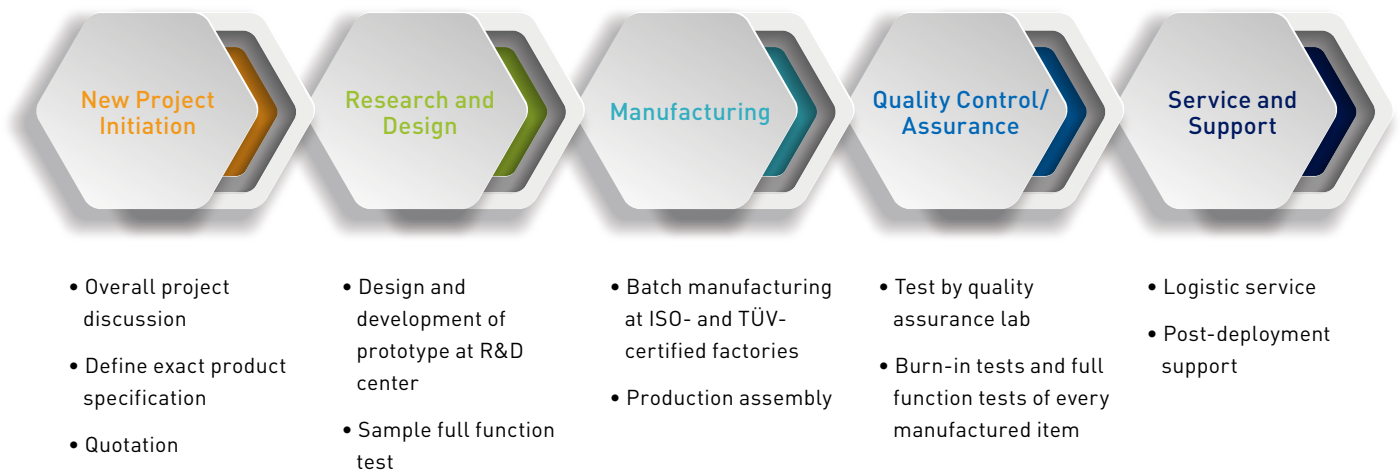 New Project
Initiation
Research and
Design
Manufacturing
Quality Control/
Assurance
Service and
Support
• Overall project
discussion
• Define exact product
specification
• Quotation
• Design and
development of
prototype at R&D
center
• Sample full function
test
• Batch manufacturing
at ISO- and TÜV-
certified factories
• Production assembly
• Test by quality
assurance lab
• Burn-in tests and full
function tests of every
manufactured item
• Logistic service
• Post-deployment
support